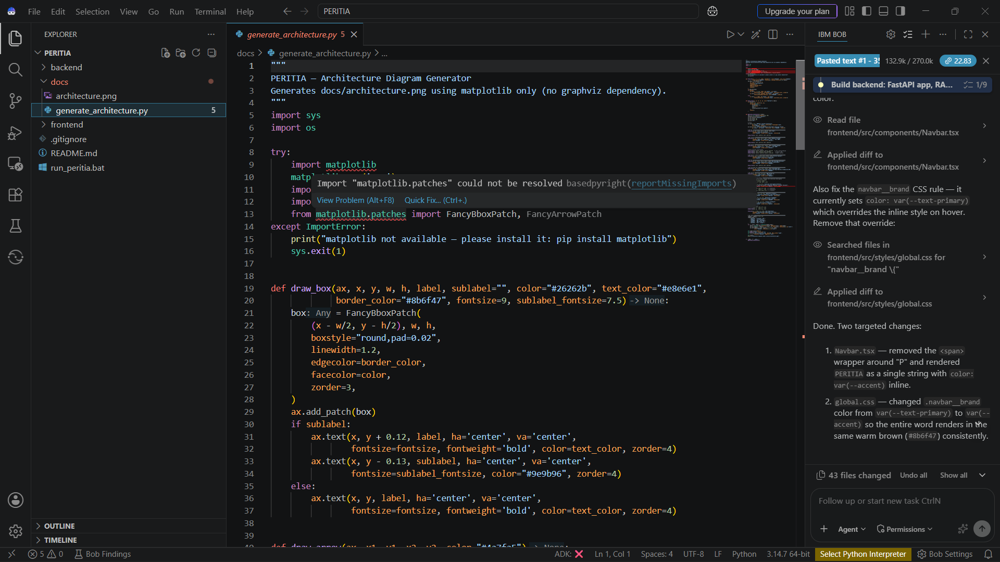 File Edit Selection View Go Run Terminal Help
PERITIA
Upgrade your plan
EXPLORER
PERITIA
backend
docs
architecture.png
generate_architecture.py 5
frontend
.gitignore
README.md
run_peritia.bat
OUTLINE
TIMELINE
generate_architecture.py 5
docs > generate_architecture.py > ...
1 """
2 PERITIA — Architecture Diagram Generator
3 Generates docs/architecture.png using matplotlib only (no graphviz dependency).
4 """
5 import sys
6 import os
7
8 try:
9 import matplotlib
10
11
12
Import "matplotlib.patches" could not be resolved basedpyright(reportMissingImports)
View Problem (Alt+F8) Quick Fix... (Ctrl+.)
13 from matplotlib.patches import FancyBboxPatch, FancyArrowPatch
14 except ImportError:
15 print("matplotlib not available — please install it: pip install matplotlib")
16 sys.exit(1)
17
18
19 def draw_box(ax, x, y, w, h, label, sublabel="", color="#26262b", text_color="#e8e6e1",
20 border_color="#8b6f47", fontsize=9, sublabel_fontsize=7.5) -> None:
21 box: Any = FancyBboxPatch(
22 (x - w/2, y - h/2), w, h,
23 boxstyle="round,pad=0.02",
24 linewidth=1.2,
25 edgecolor=border_color,
26 facecolor=color,
27 zorder=3,
28 )
29 ax.add_patch(box)
30 if sublabel:
31 ax.text(x, y + 0.12, label, ha='center', va='center',
32 fontsize=fontsize, fontweight='bold', color=text_color, zorder=4)
33 ax.text(x, y - 0.13, sublabel, ha='center', va='center',
34 fontsize=sublabel_fontsize, color="#9e9b96", zorder=4)
35 else:
36 ax.text(x, y, label, ha='center', va='center',
37 fontsize=fontsize, fontweight='bold', color=text_color, zorder=4)
38
39
IBM BOB
Pasted text #1 - 35 132.9k / 270.0k 22.83
Build backend: FastAPI app, RA... 1/9
color.
Read file
frontend/src/components/Navbar.tsx
Applied diff to
frontend/src/components/Navbar.tsx
Also fix the navbar__brand CSS rule — it
currently sets color: var(--text-primary)
which overrides the inline style on hover.
Remove that override:
Searched files in
frontend/src/styles/global.css for
"navbar__brand \{"
Applied diff to
frontend/src/styles/global.css
Done. Two targeted changes:
1. Navbar.tsx — removed the <span>
wrapper around "P" and rendered
PERITIA as a single string with color:
var(--accent) inline.
2. global.css — changed .navbar__brand
color from var(--text-primary) to var(--
accent) so the entire word renders in the
same warm brown (#8b6f47) consistently.
43 files changed Undo all Show all
Follow up or start new task CtrlN
Agent Permissions
5 0 Bob Findings
ADK: ❌ Ln 1, Col 1 Spaces: 4 UTF-8 LF Python 3.14.7 64-bit Select Python Interpreter Bob Settings